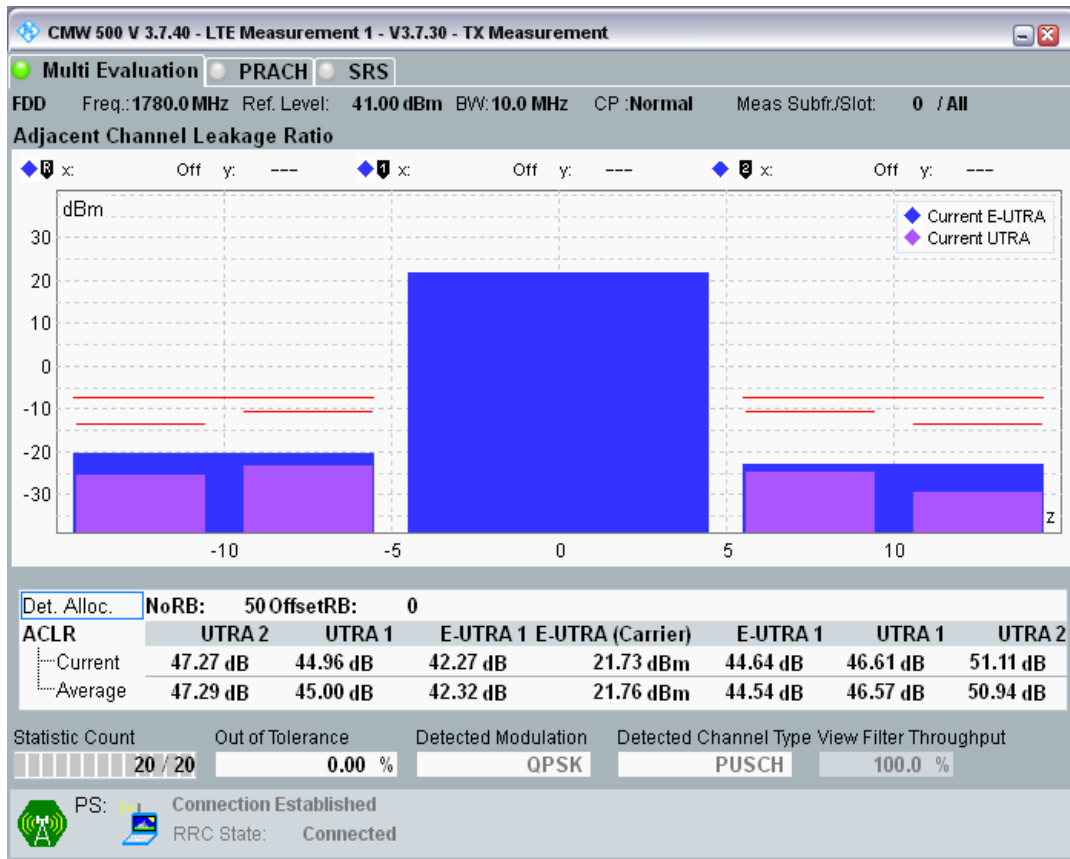 CMW 500 V 3.7.40 - LTE Measurement 1 - V3.7.30 - TX Measurement
Multi Evaluation PRACH SRS
FDD Freq.: 1780.0 MHz Ref. Level: 41.00 dBm BW: 10.0 MHz CP :Normal Meas Subfr./Slot: 0 / All
Adjacent Channel Leakage Ratio
R x: Off y: --- 1 x: Off y: --- 2 x: Off y: ---
dBm
Current E-UTRA
Current UTRA
30
20
10
0
-10
-20
-30
z
-10 -5 0 5 10
Det. Alloc. NoRB: 50 OffsetRB: 0
ACLR UTRA 2 UTRA 1 E-UTRA 1 E-UTRA (Carrier) E-UTRA 1 UTRA 1 UTRA 2
Current 47.27 dB 44.96 dB 42.27 dB 21.73 dBm 44.64 dB 46.61 dB 51.11 dB
Average 47.29 dB 45.00 dB 42.32 dB 21.76 dBm 44.54 dB 46.57 dB 50.94 dB
Statistic Count Out of Tolerance Detected Modulation Detected Channel Type View Filter Throughput
20 / 20 0.00 % QPSK PUSCH 100.0 %
PS: Connection Established
RRC State: Connected